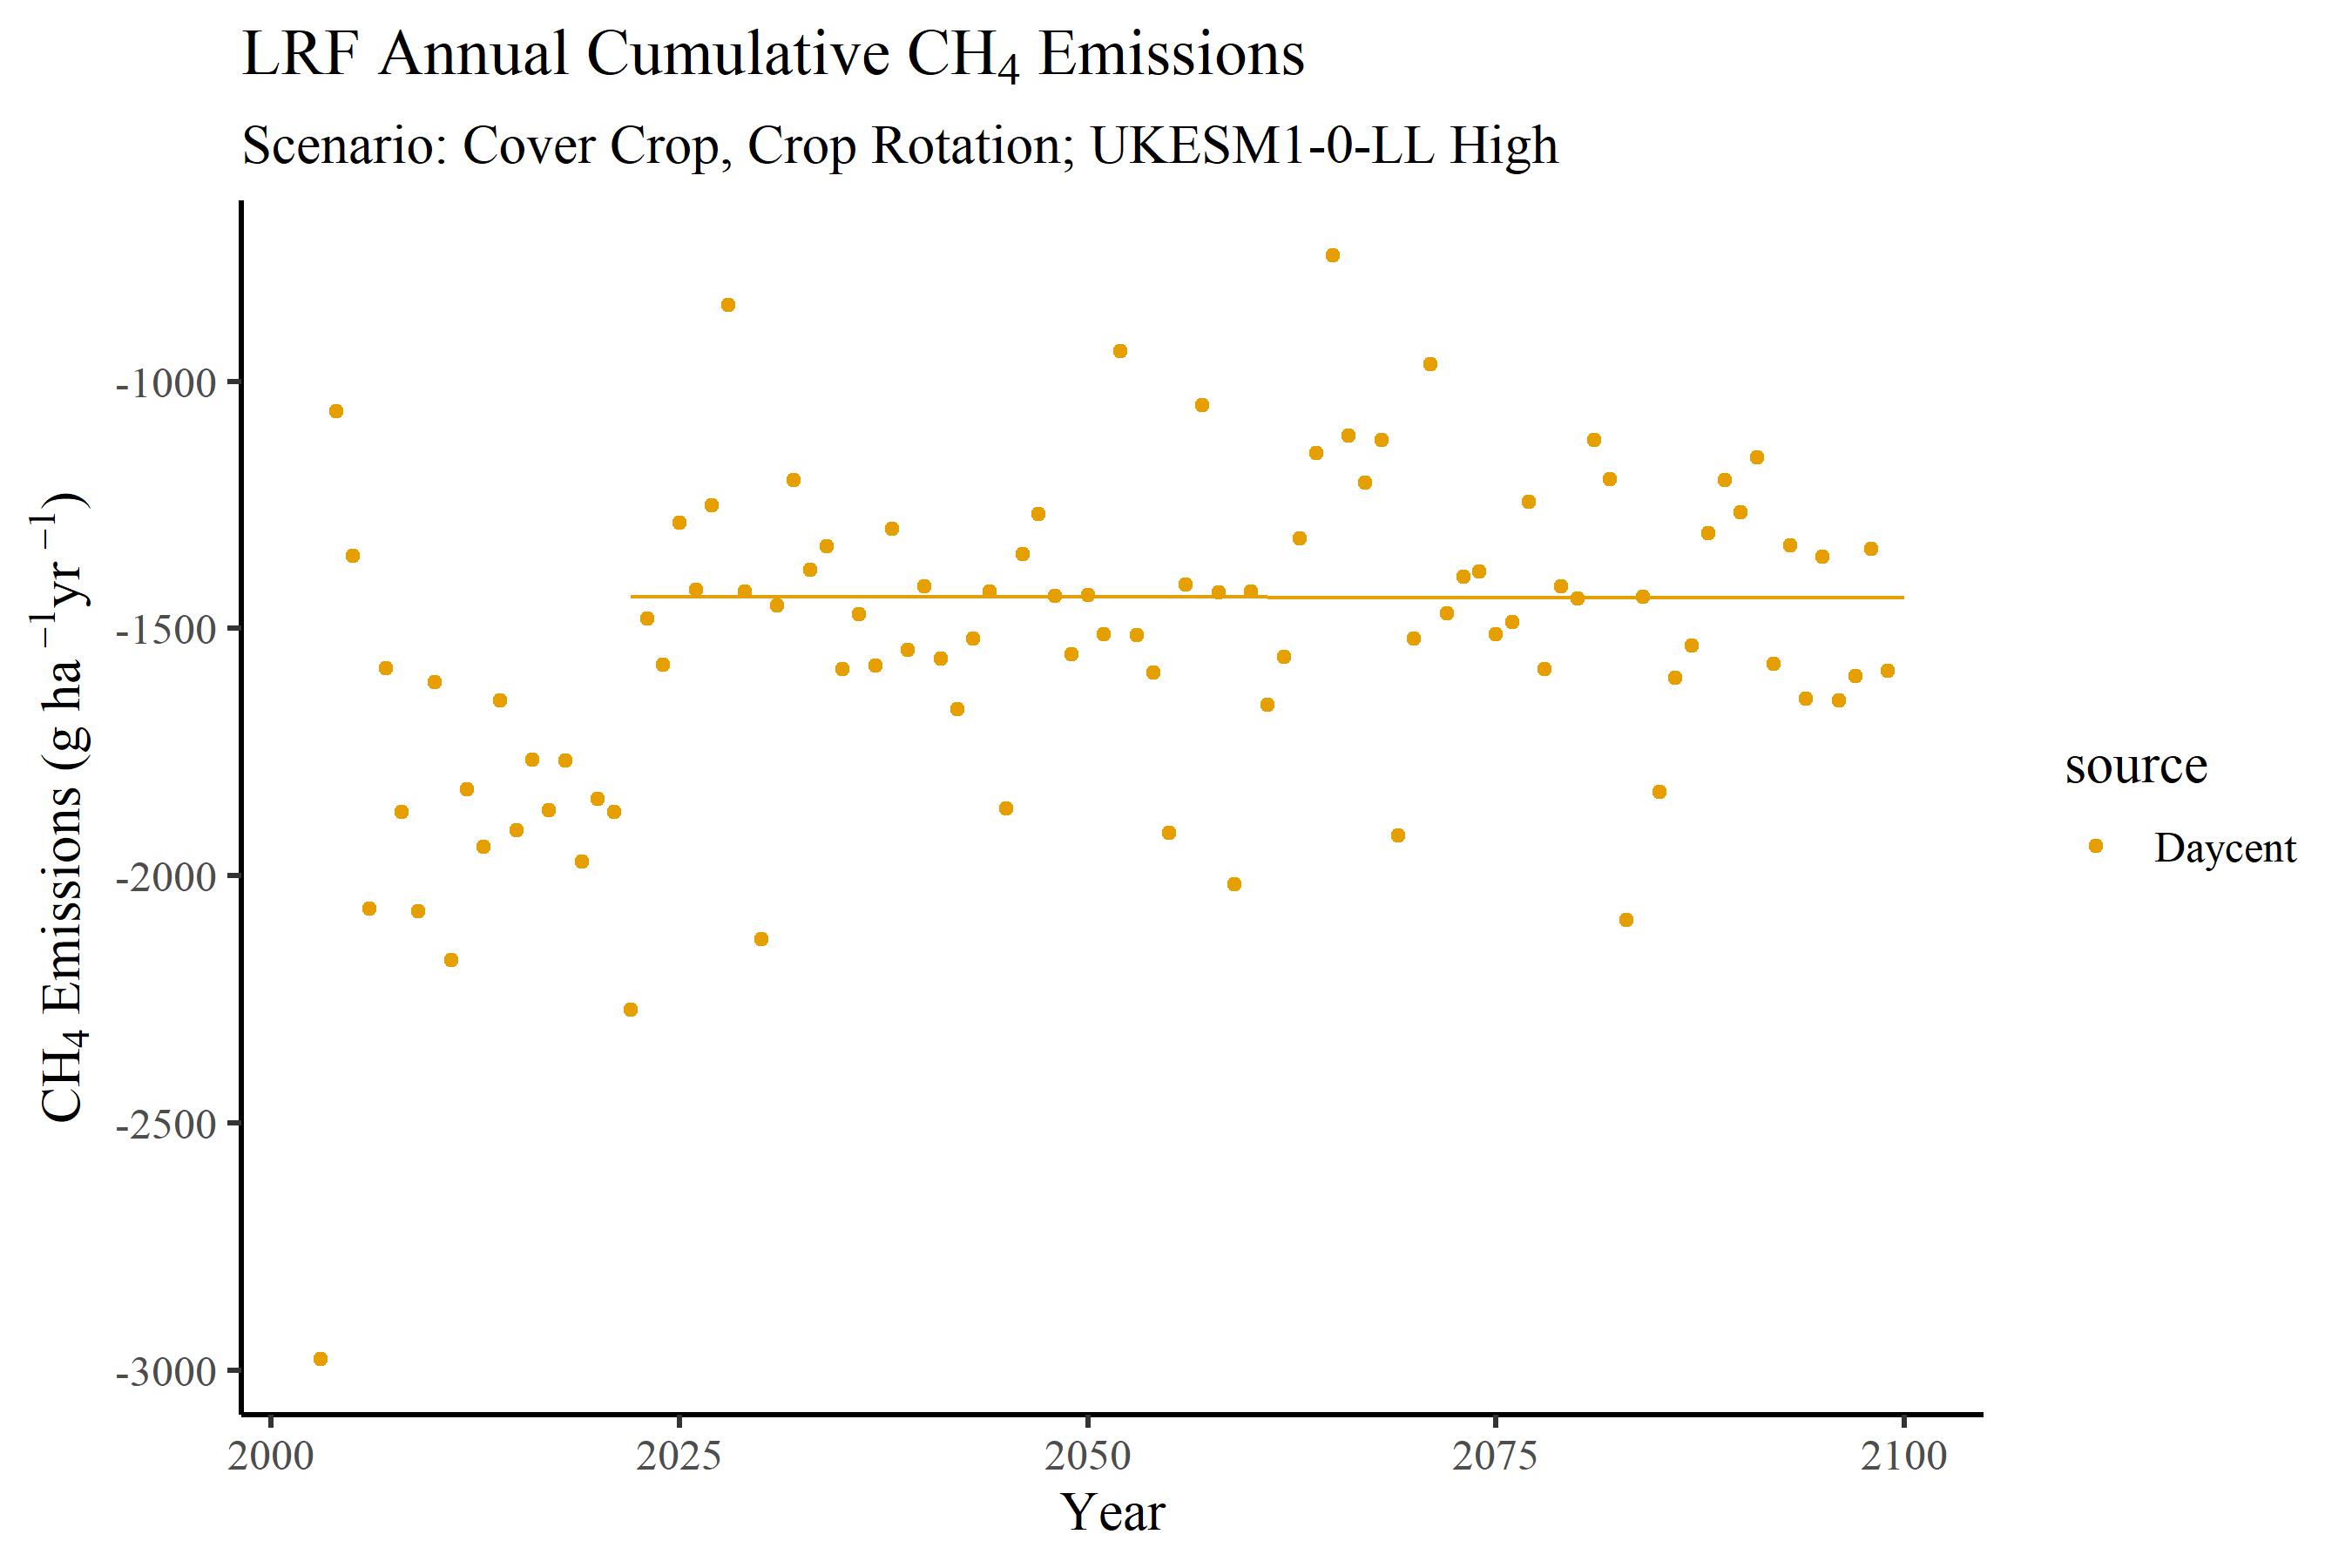 LRF Annual Cumulative CH₄ Emissions
Scenario: Cover Crop, Crop Rotation; UKESM1-0-LL High
CH₄ Emissions (g ha ⁻¹yr ⁻¹)
-1000
-1500
-2000
-2500
-3000
2000 2025 2050 2075 2100
Year
source
Daycent